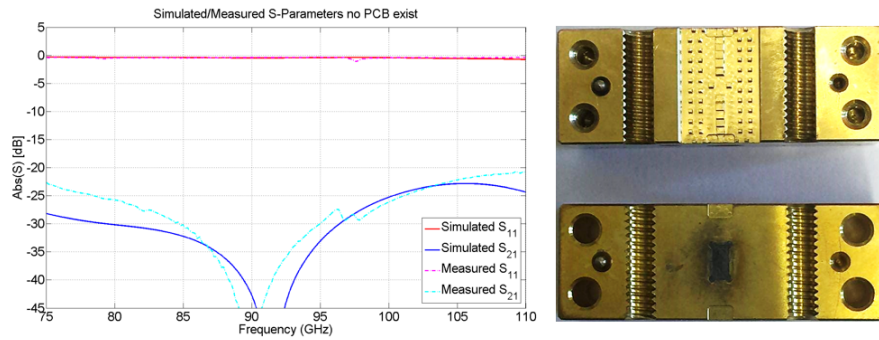 Simulated/Measured S-Parameters no PCB exist
Abs(S) [dB]
5
0
-5
-10
-15
-20
-25
-30
-35
-40
-45
75
80
85
90
95
100
105
110
Frequency (GHz)
Simulated S11
Simulated S21
Measured S11
Measured S21